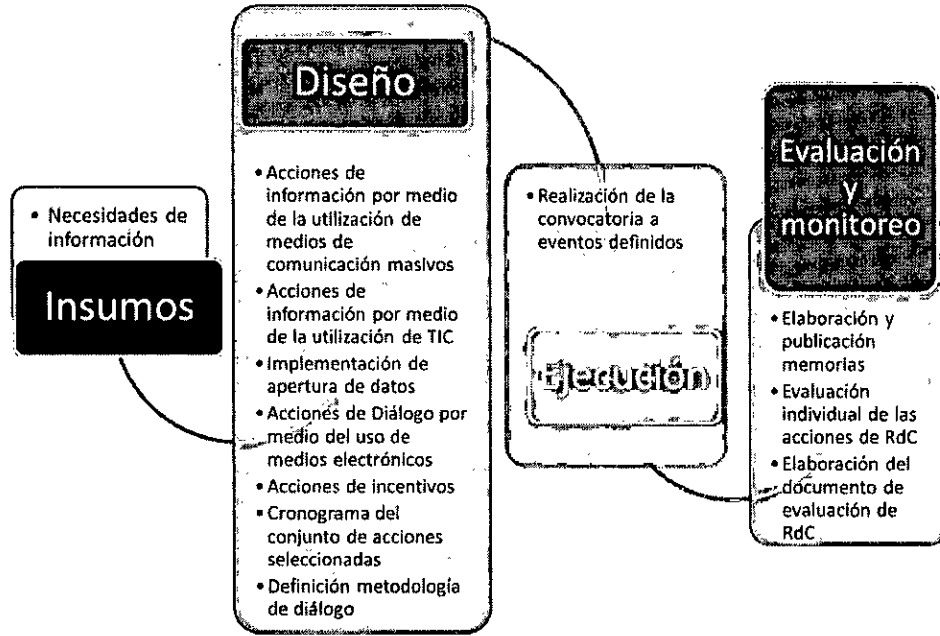 • Necesidades de
información
Insumos
Diseño
• Acciones de
información por medio
de la utilización de
medios de
comunicación masivos
• Acciones de
información por medio
de la utilización de TIC
• Implementación de
apertura de datos
• Acciones de Diálogo por
medio del uso de
medios electrónicos
• Acciones de incentivos
• Cronograma del
conjunto de acciones
seleccionadas
• Definición metodología
de diálogo
• Realización de la
convocatoria a
eventos definidos
Ejecución
Evaluación
y
monitoreo
• Elaboración y
publicación
memorias
• Evaluación
individual de las
acciones de RdC
• Elaboración del
documento de
evaluación de
RdC